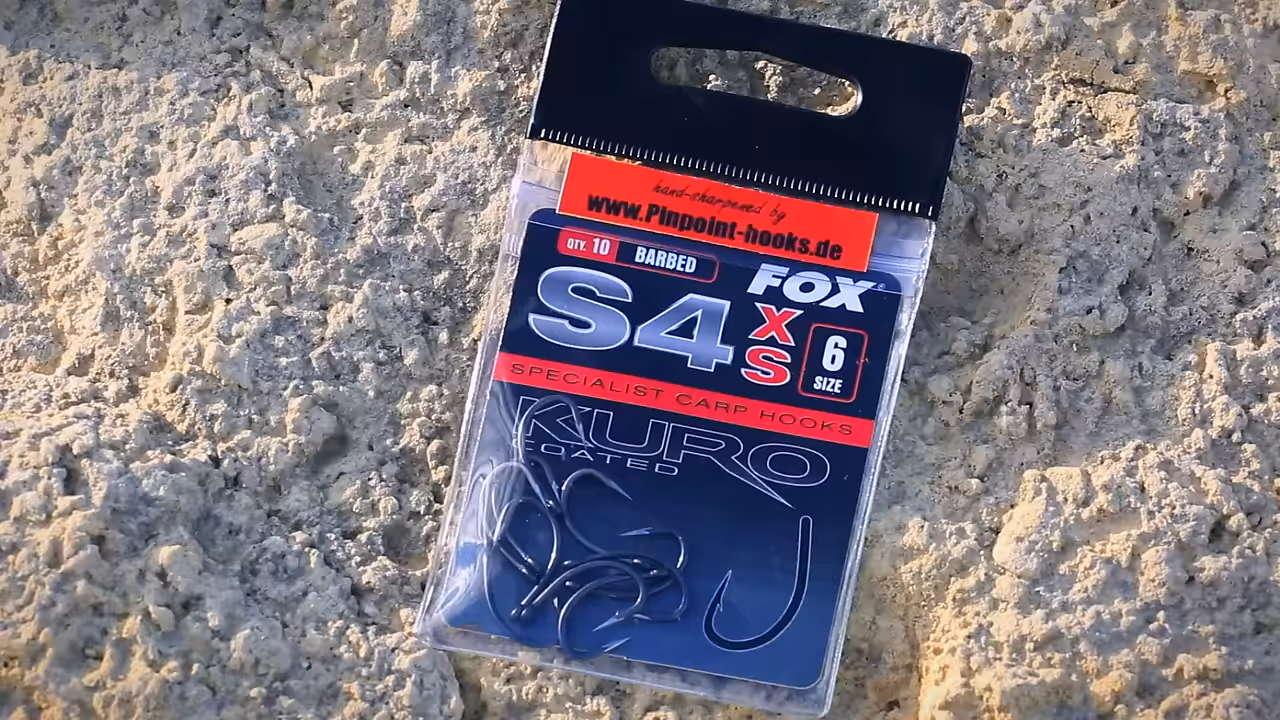 hand-sharpened by
www.Pinpoint-hooks.de
QTY. 10 BARBED
FOX®
S4
XS
6
SIZE
SPECIALIST CARP HOOKS
KURO
COATED